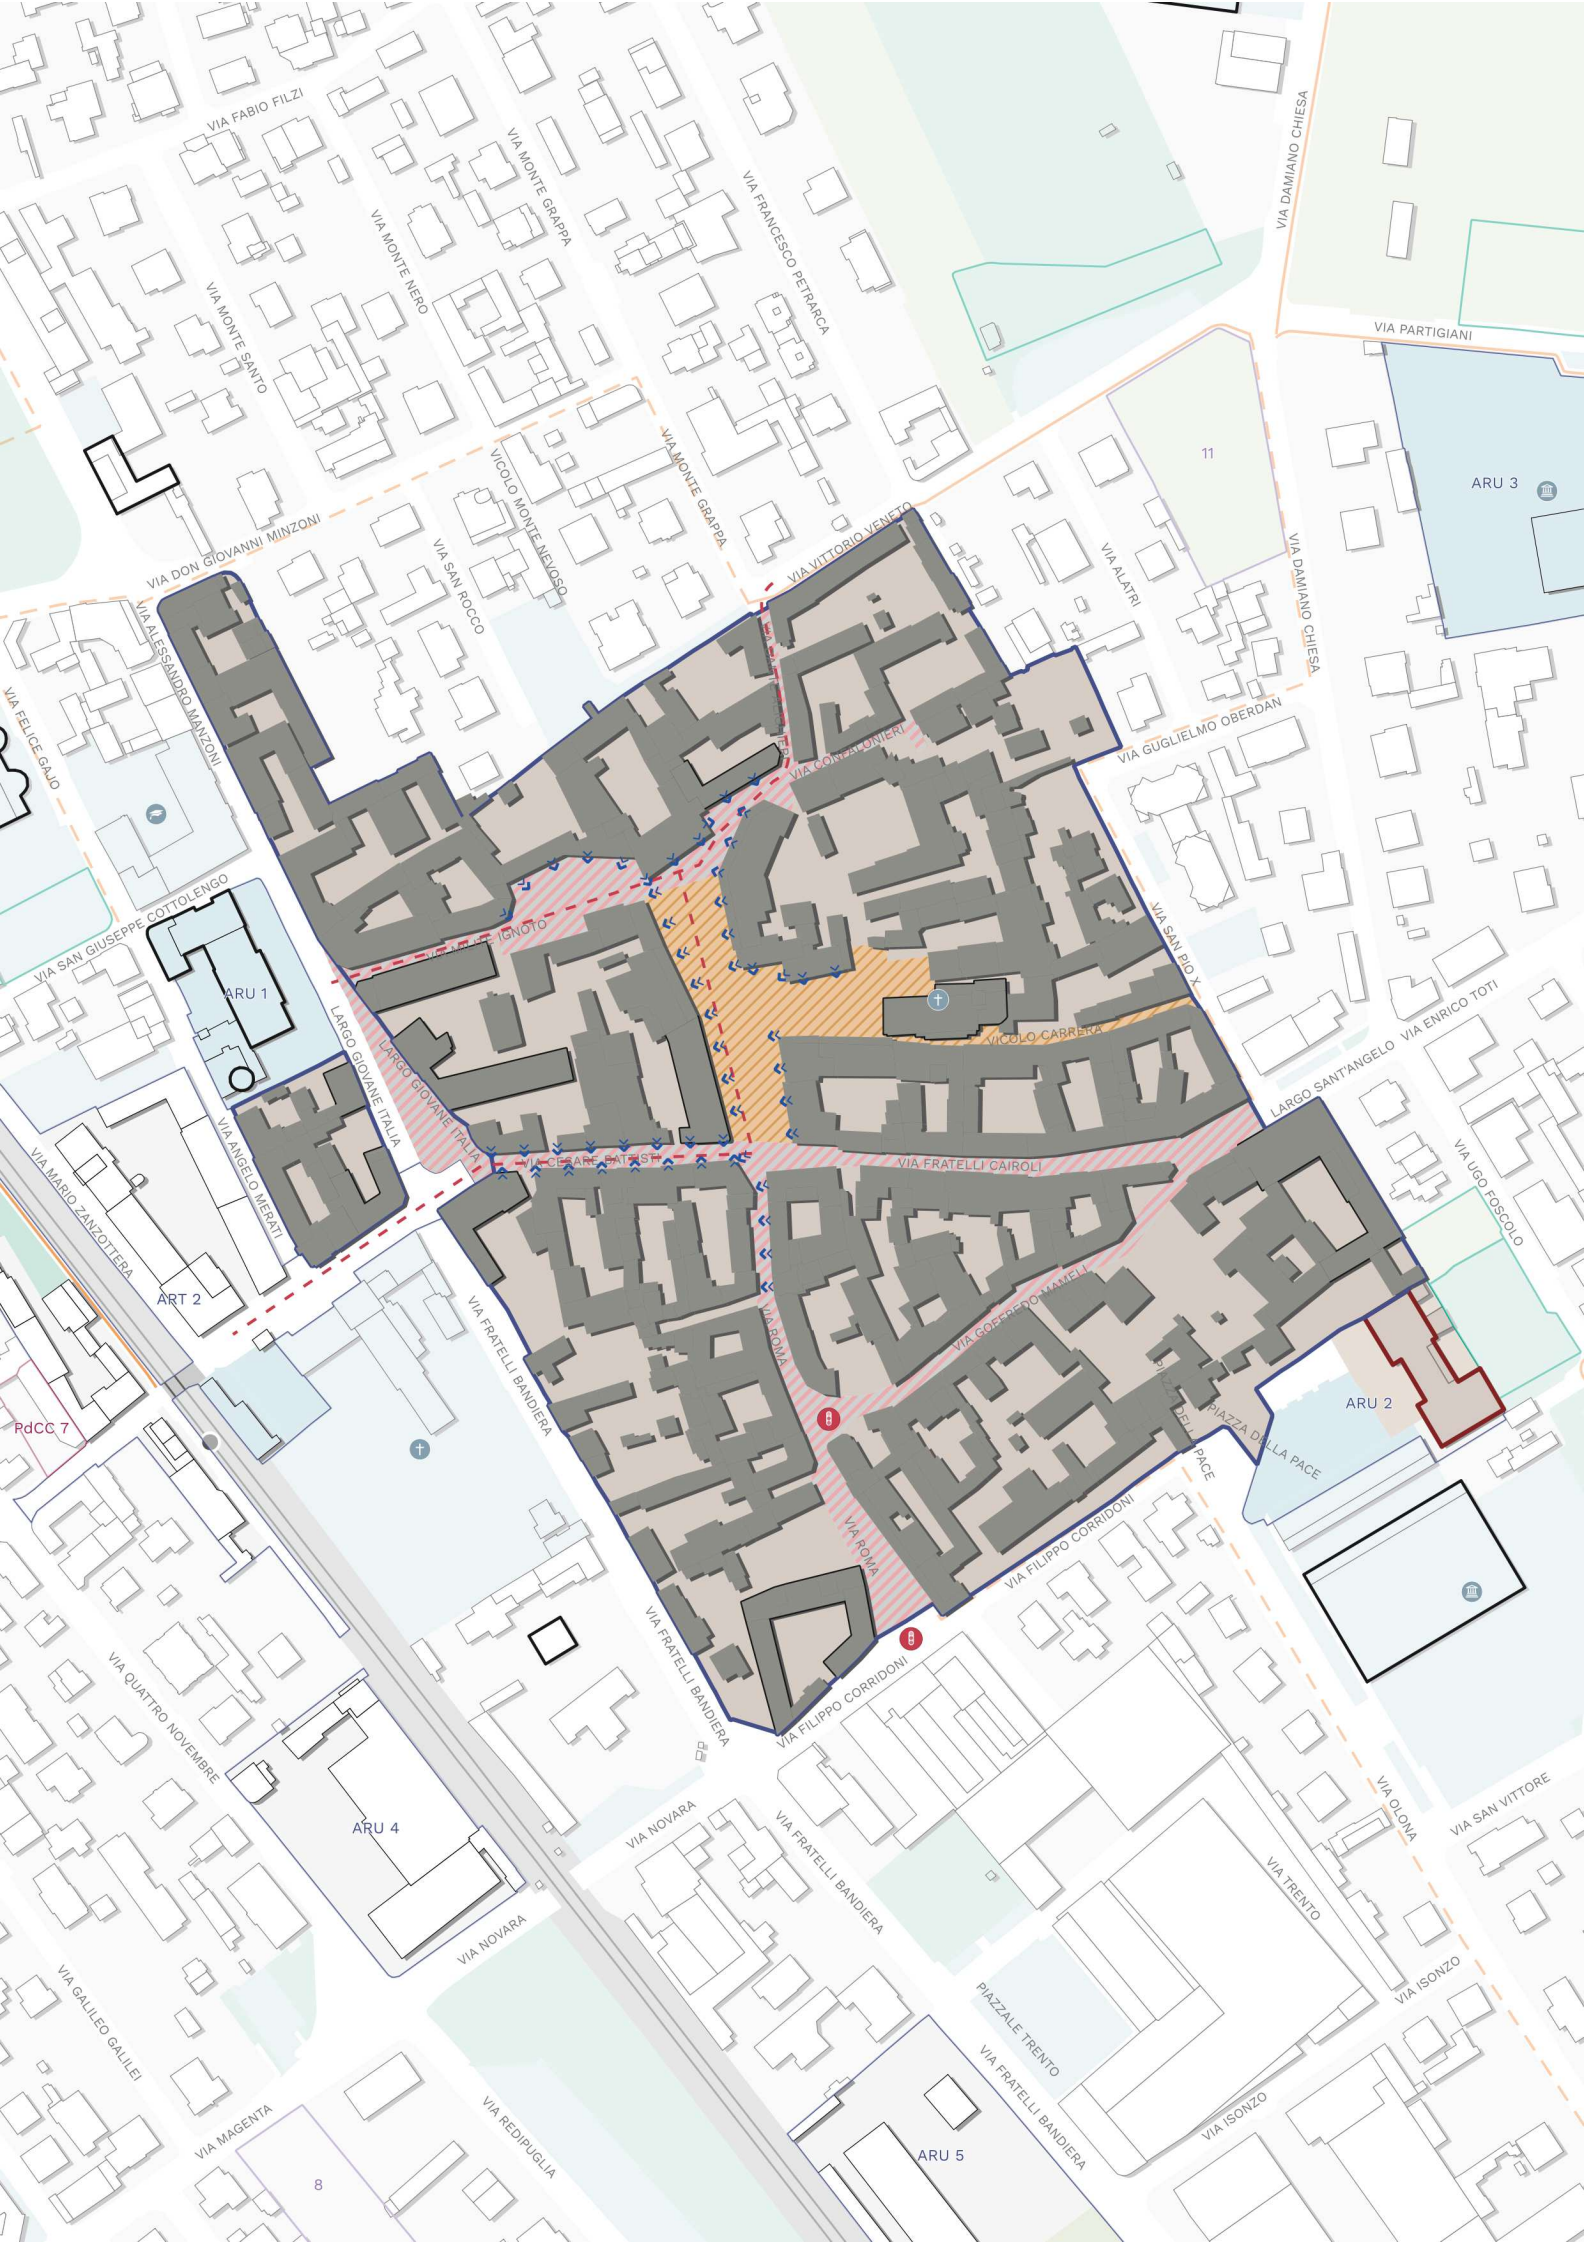 VIA FABIO FILZI
VIA MONTE GRAPPA
VIA DAMIANO CHIESA
VIA FRANCESCO PETRARCA
VIA MONTE NERO
VIA MONTE SANTO
VIA PARTIGIANI
11
ARU 3
VIA MONTE GRAPPA
VICOLO MONTE NEVOSO
VIA DON GIOVANNI MINZONI
VIA VITTORIO VENETO
VIA SAN ROCCO
VIA ALATRI
VIA DAMIANO CHIESA
VIA ALESSANDRO MANZONI
VIA FELICE GAJO
VIA GUGLIELMO OBERDAN
VIA CONFALONIERI
VIA SAN GIUSEPPE COTTOLENGO
VIA MILITE IGNOTO
VIA SAN PIO X
ARU 1
LARGO GIOVANE ITALIA
LARGO GIOVANE ITALIA
VICOLO CARRERA
VIA ENRICO TOTI
LARGO SANT'ANGELO
VIA ANGELO MERATI
VIA MARIO ZANZOTTERA
VIA CESARE BATTISTI
VIA FRATELLI CAIROLI
VIA UGO FOSCOLO
ART 2
VIA FRATELLI BANDIERA
VIA ROMA
VIA GOFFREDO MAMELI
PIAZZA DELLA PACE
PIAZZA DELLA PACE
ARU 2
PdCC 7
VIA ROMA
VIA FILIPPO CORRIDONI
VIA FRATELLI BANDIERA
VIA FILIPPO CORRIDONI
VIA QUATTRO NOVEMBRE
ARU 4
VIA NOVARA
VIA FRATELLI BANDIERA
VIA OLONA
VIA SAN VITTORE
VIA TRENTO
VIA NOVARA
VIA GALILEO GALILEI
PIAZZALE TRENTO
VIA ISONZO
VIA FRATELLI BANDIERA
VIA MAGENTA
VIA REDIPUGLIA
VIA ISONZO
ARU 5
8